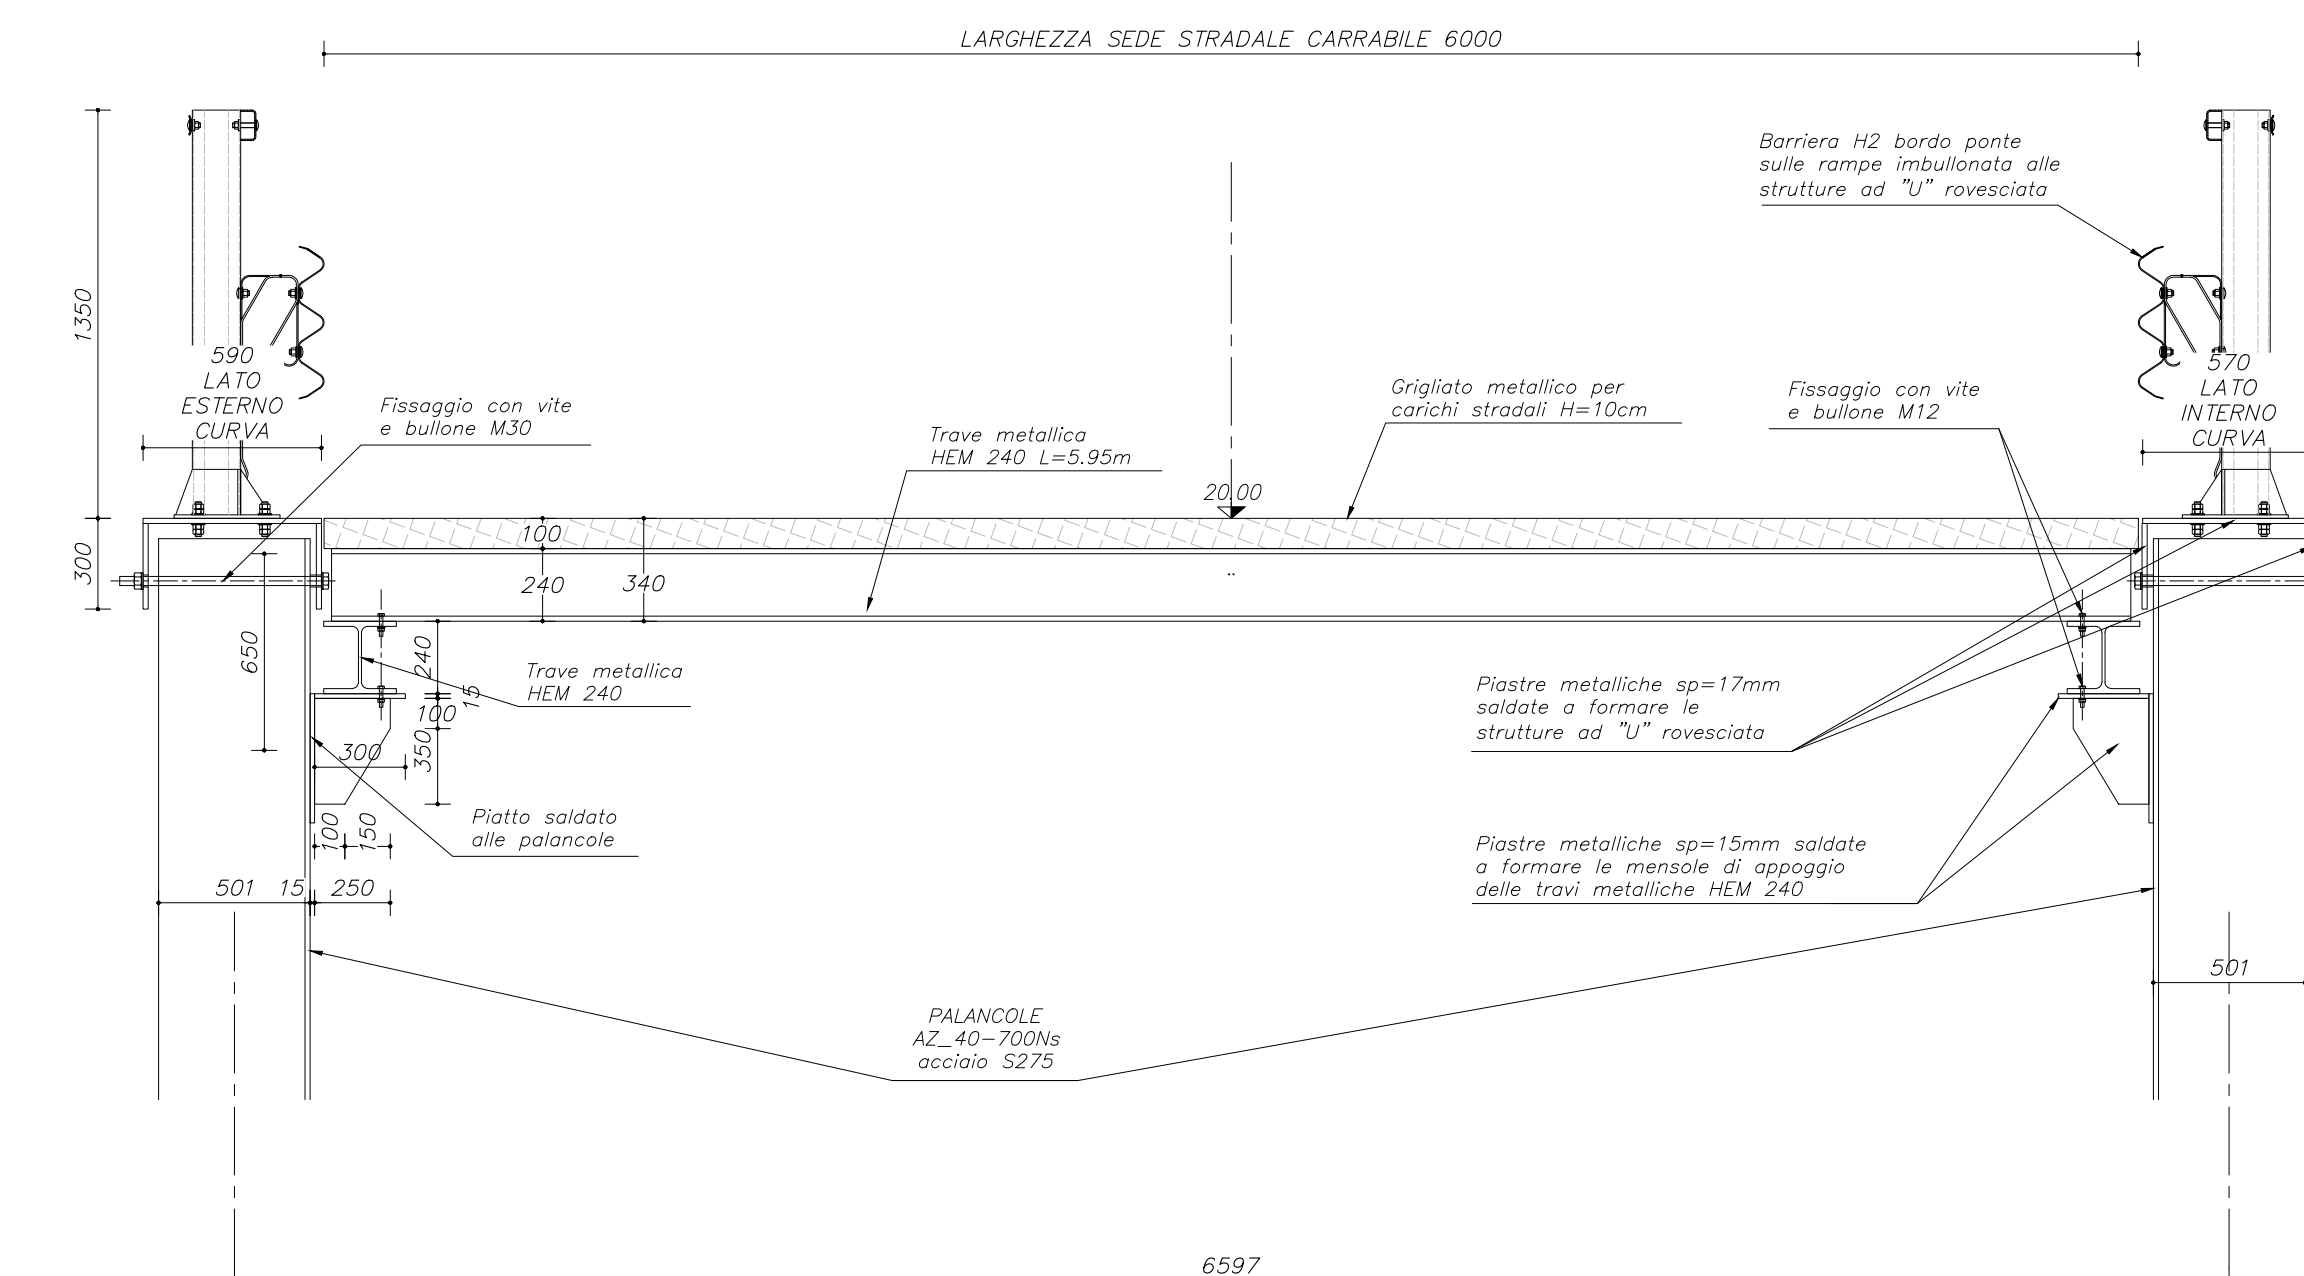 LARGHEZZA SEDE STRADALE CARRABILE 6000
Barriera H2 bordo ponte
sulle rampe imbullonata alle
strutture ad "U" rovesciata
1350
590
LATO
ESTERNO
CURVA
570
LATO
INTERNO
CURVA
Fissaggio con vite
e bullone M30
Trave metallica
HEM 240 L=5.95m
Grigliato metallico per
carichi stradali H=10cm
Fissaggio con vite
e bullone M12
20.00
300
100
240
340
650
240
15
100
350
300
Trave metallica
HEM 240
Piastre metalliche sp=17mm
saldate a formare le
strutture ad "U" rovesciata
Piatto saldato
alle palancole
100
150
Piastre metalliche sp=15mm saldate
a formare le mensole di appoggio
delle travi metalliche HEM 240
501
15
250
501
PALANCOLE
AZ_40-700Ns
acciaio S275
6597